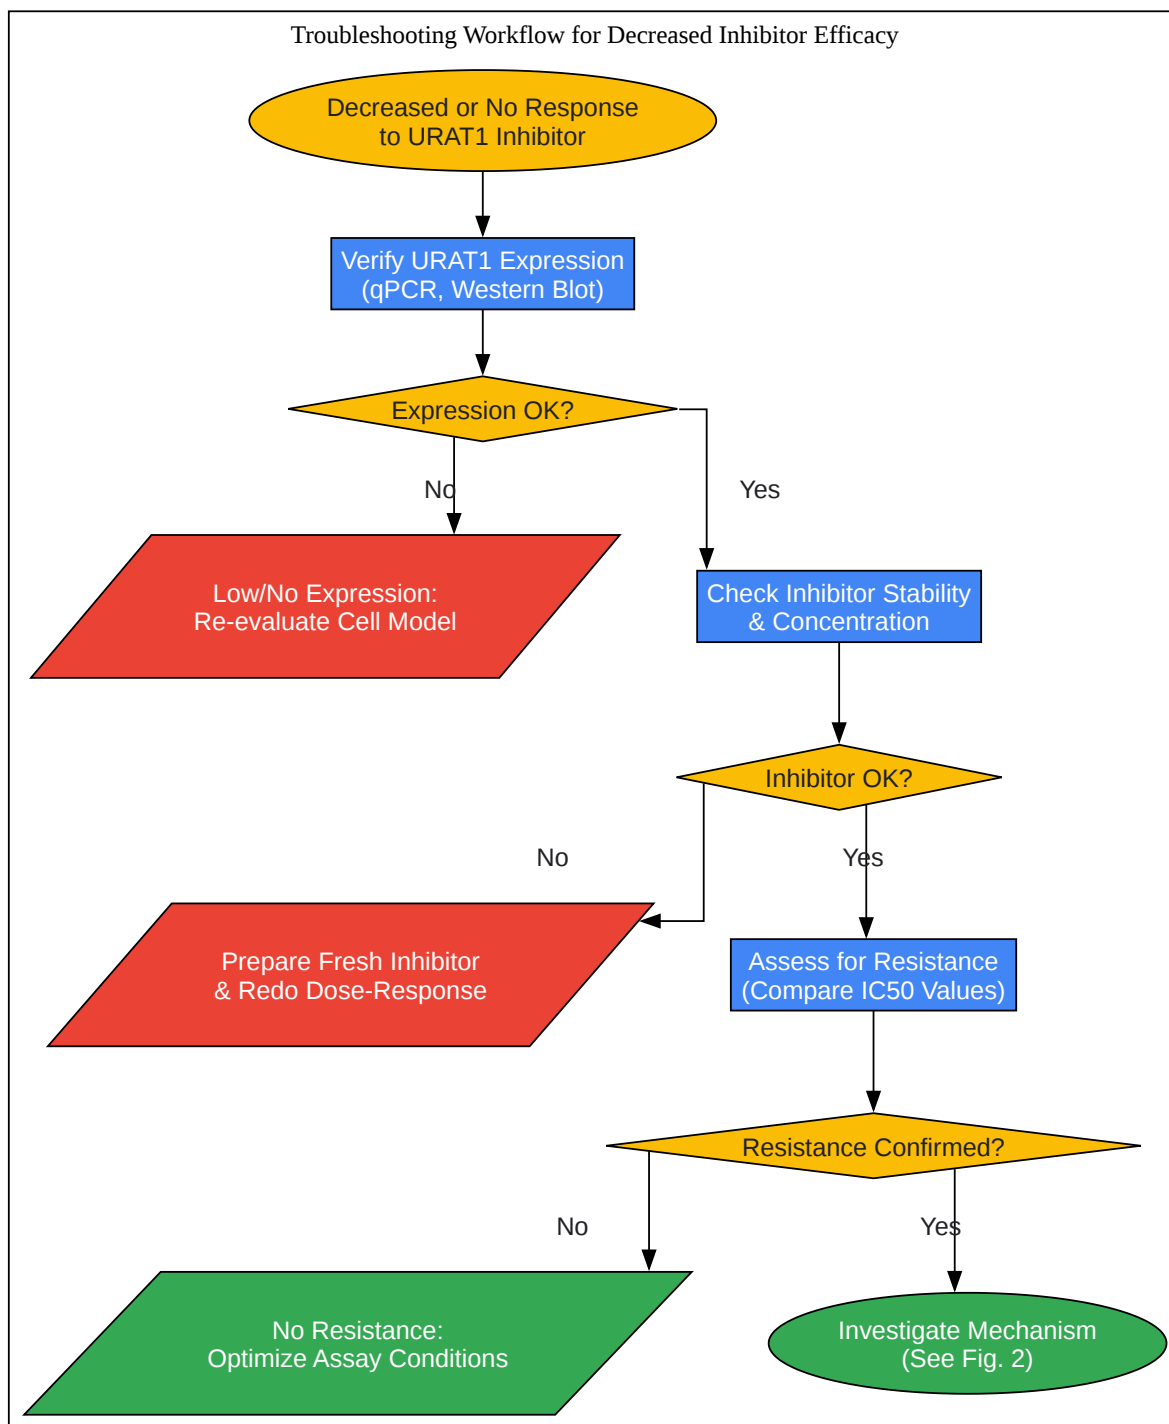 Troubleshooting Workflow for Decreased Inhibitor Efficacy
Decreased or No Response
to URAT1 Inhibitor
Verify URAT1 Expression
(qPCR, Western Blot)
Expression OK?
No
Yes
Low/No Expression:
Re-evaluate Cell Model
Check Inhibitor Stability
& Concentration
Inhibitor OK?
No
Yes
Prepare Fresh Inhibitor
& Redo Dose-Response
Assess for Resistance
(Compare IC50 Values)
Resistance Confirmed?
No
Yes
No Resistance:
Optimize Assay Conditions
Investigate Mechanism
(See Fig. 2)